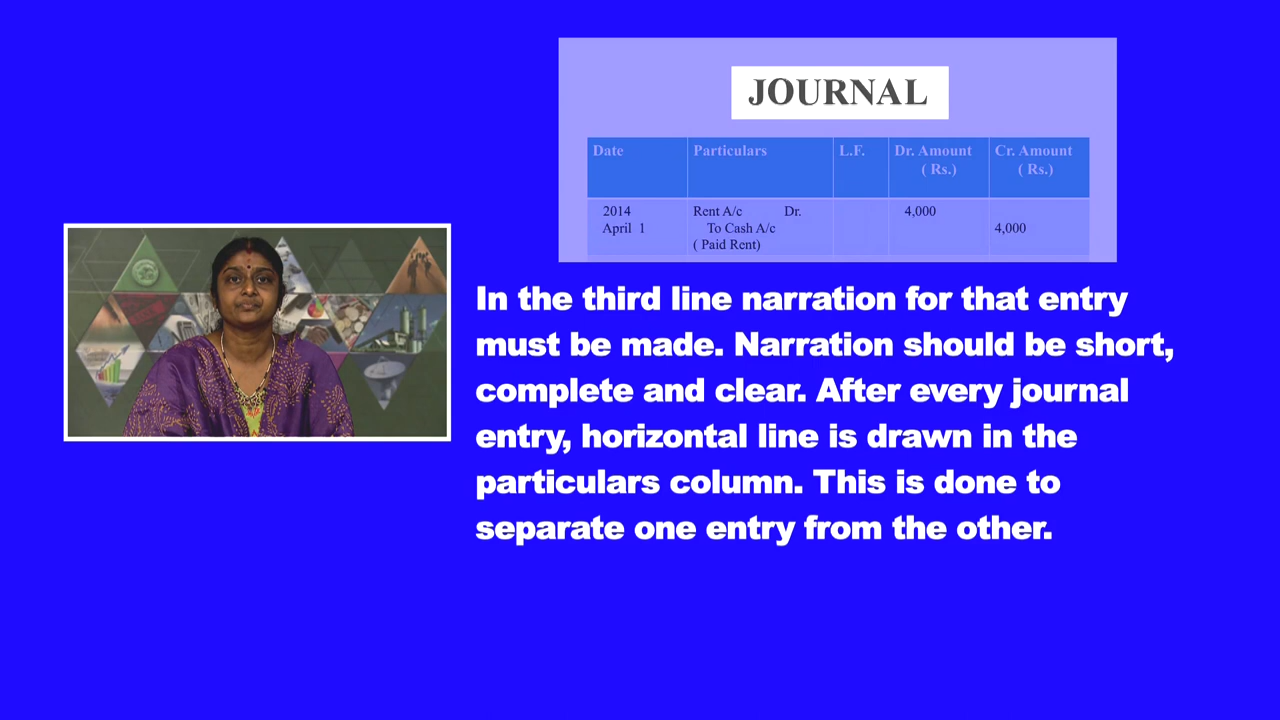 JOURNAL
Date Particulars L.F. Dr. Amount ( Rs.) Cr. Amount ( Rs.)
2014 Rent A/c Dr. 4,000
April 1 To Cash A/c 4,000
( Paid Rent)
In the third line narration for that entry
must be made. Narration should be short,
complete and clear. After every journal
entry, horizontal line is drawn in the
particulars column. This is done to
separate one entry from the other.